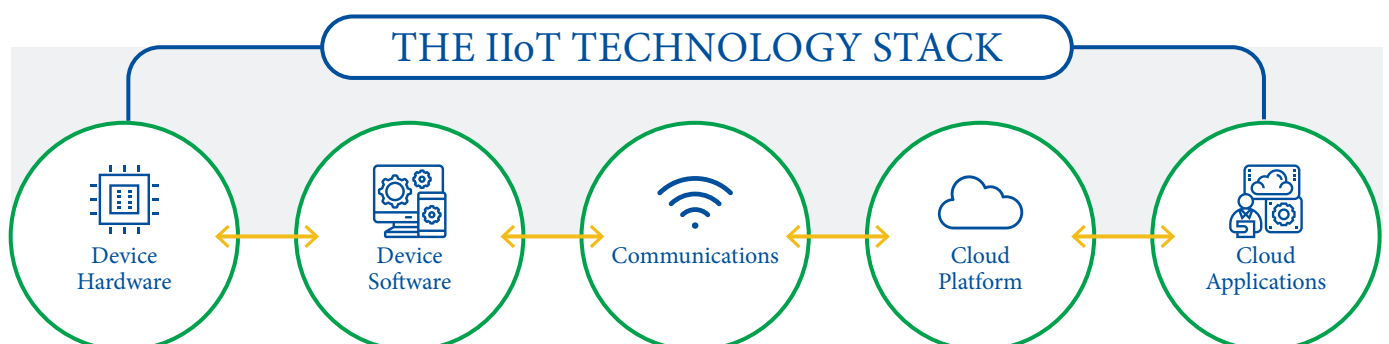 THE IIoT TECHNOLOGY STACK
Device
Hardware
Device
Software
Communications
Cloud
Platform
Cloud
Applications